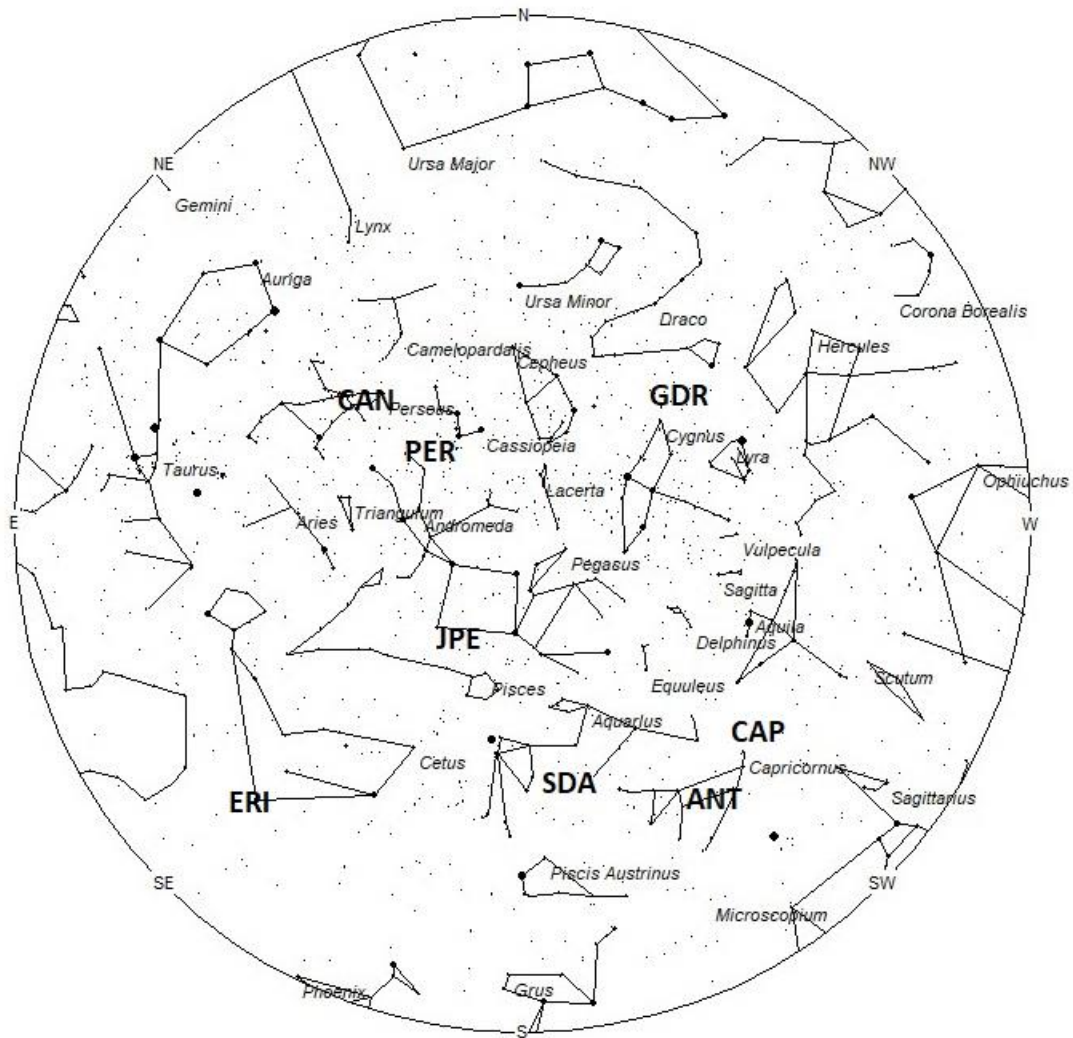 N
NE
NW
Ursa Major
Gemini
Lynx
Auriga
Ursa Minor
Draco
Corona Borealis
Camelopardalis
Cepheus
Hercules
CAN
Perseus
GDR
PER
Cassiopeia
Cygnus
Lyra
Taurus
Lacerta
Ophiuchus
E
Aries
Triangulum
Andromeda
W
Pegasus
Vulpecula
Sagitta
JPE
Aquila
Delphinus
Pisces
Equuleus
Scutum
Aquarius
CAP
Cetus
SDA
Capricornus
ERI
ANT
Sagittarius
SE
Piscis Austrinus
SW
Microscopium
Phoenix
Grus
S